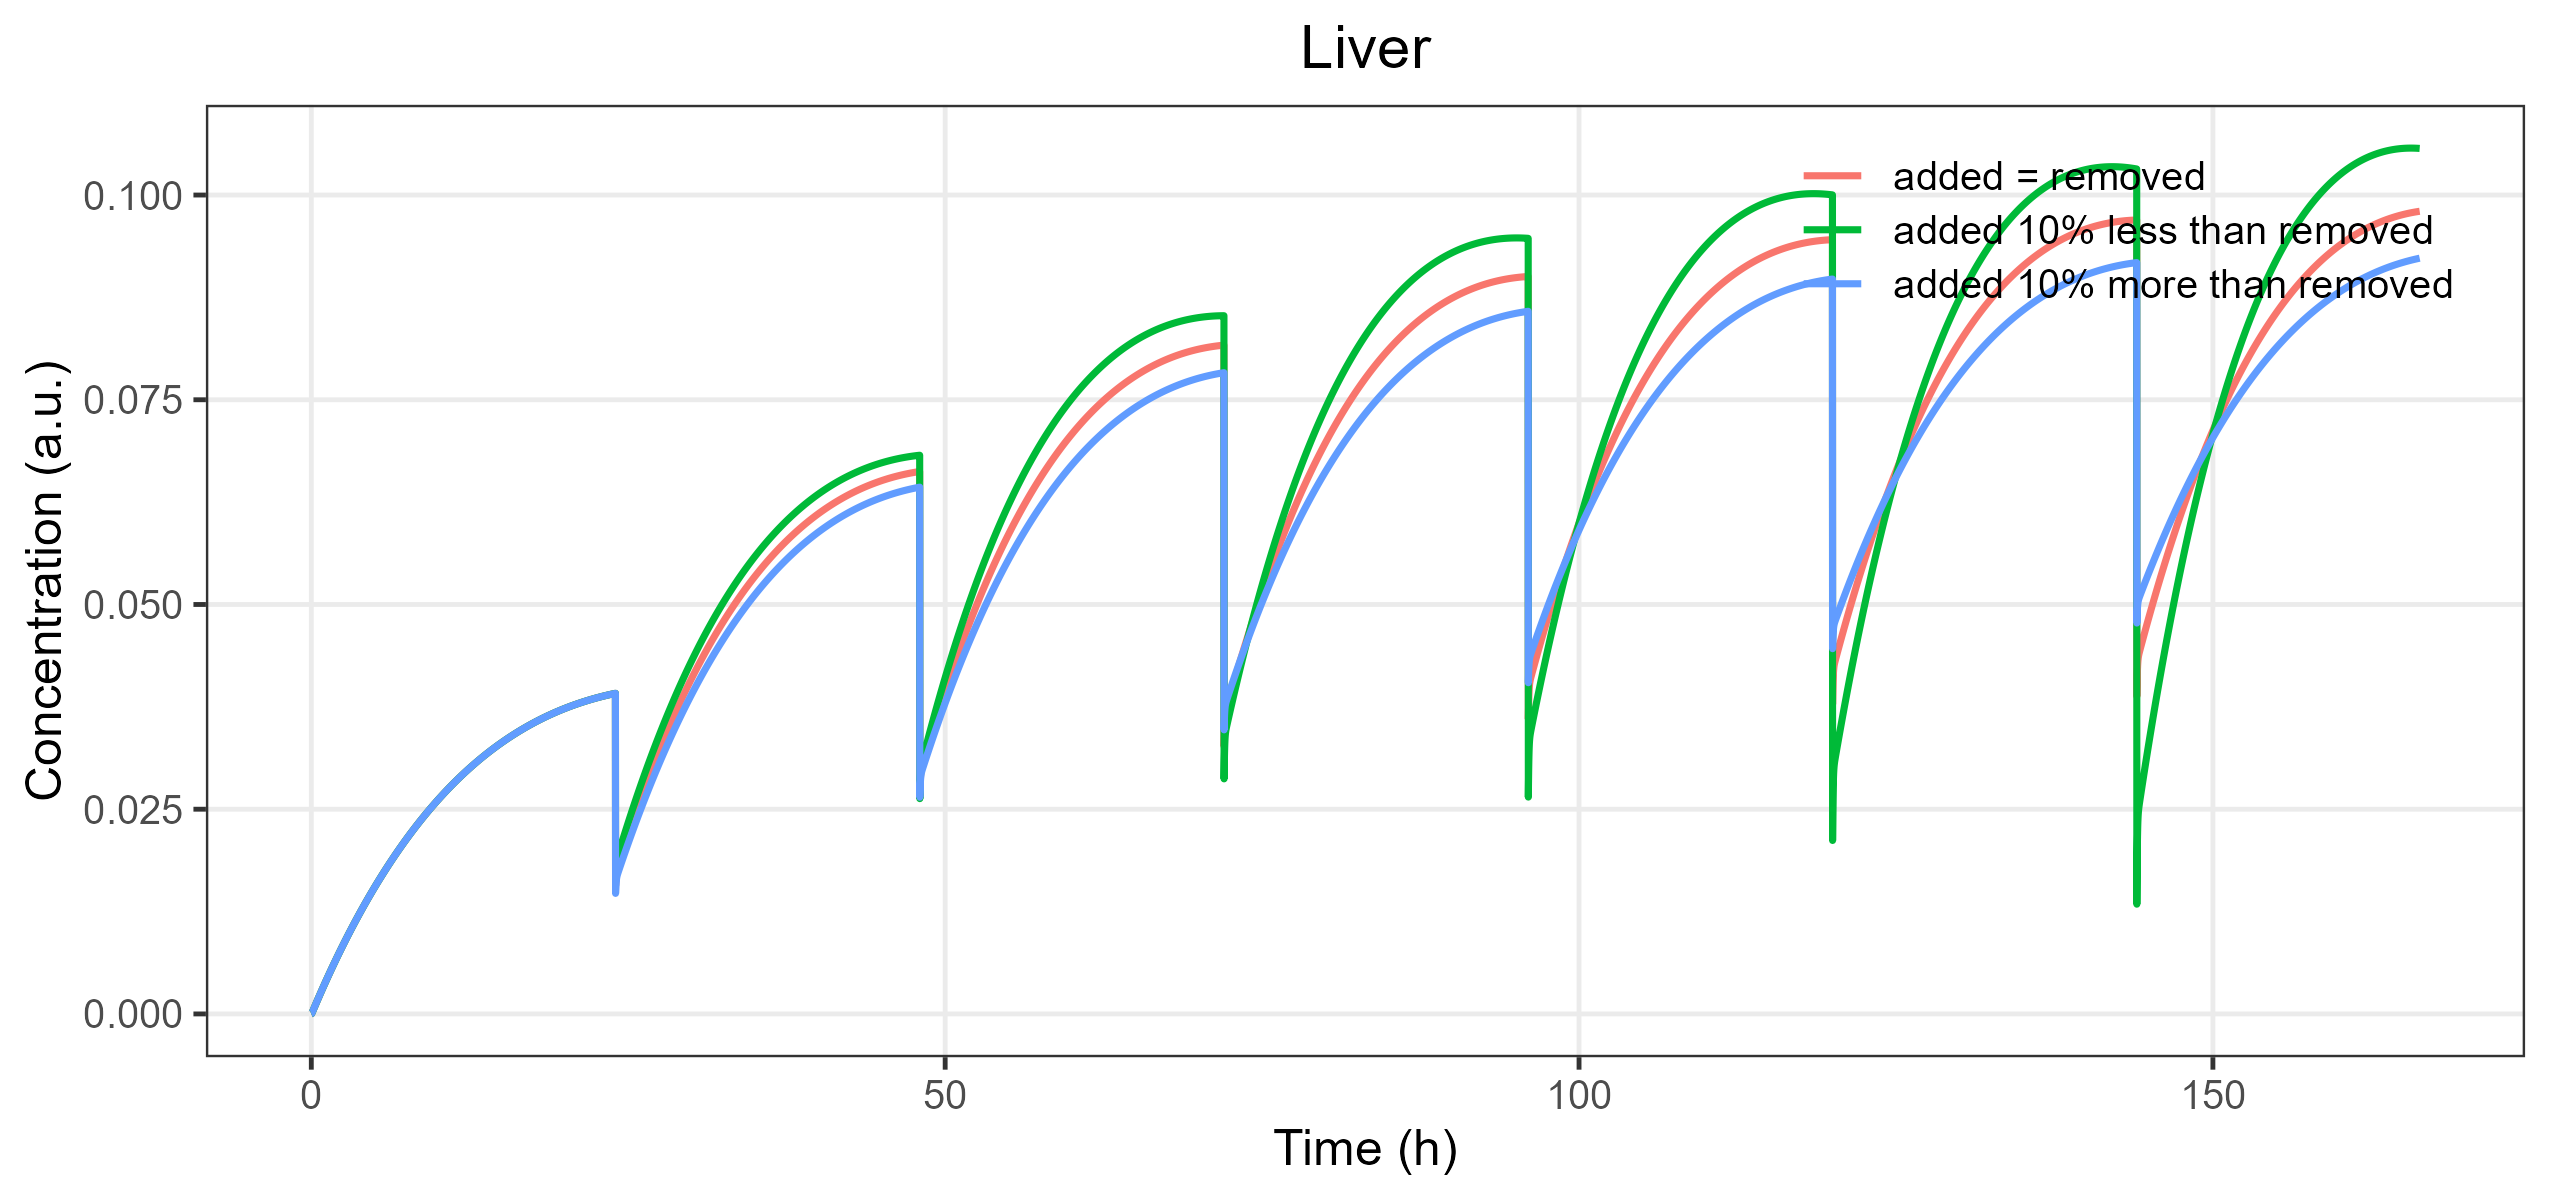 Liver
Concentration (a.u.)
0.100
0.075
0.050
0.025
0.000
added = removed
added 10% less than removed
added 10% more than removed
0
50
100
150
Time (h)